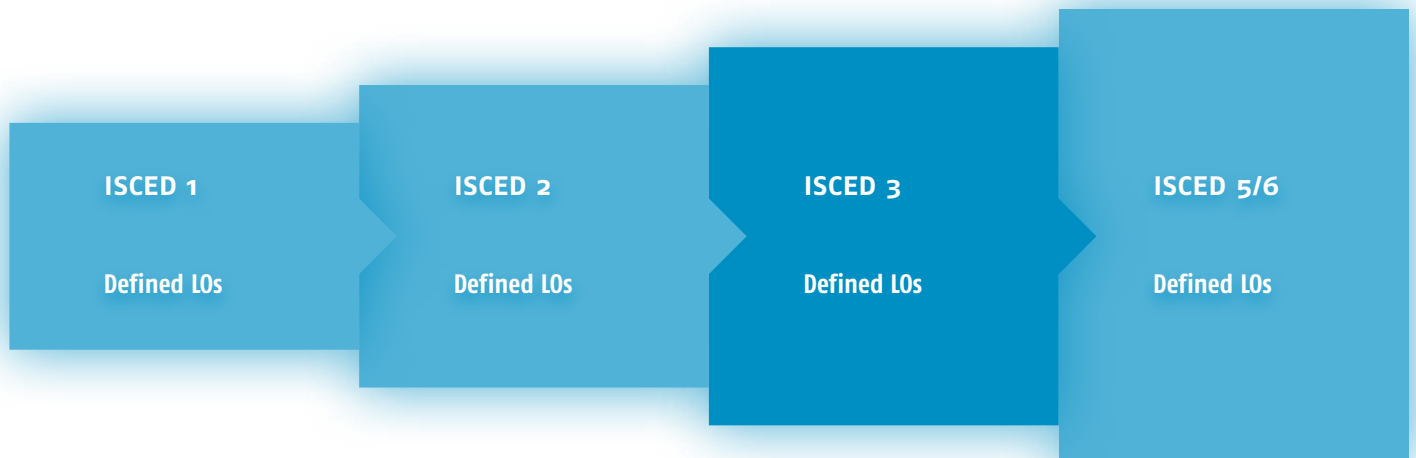 ISCED 1
Defined LOs
ISCED 2
Defined LOs
ISCED 3
Defined LOs
ISCED 5/6
Defined LOs